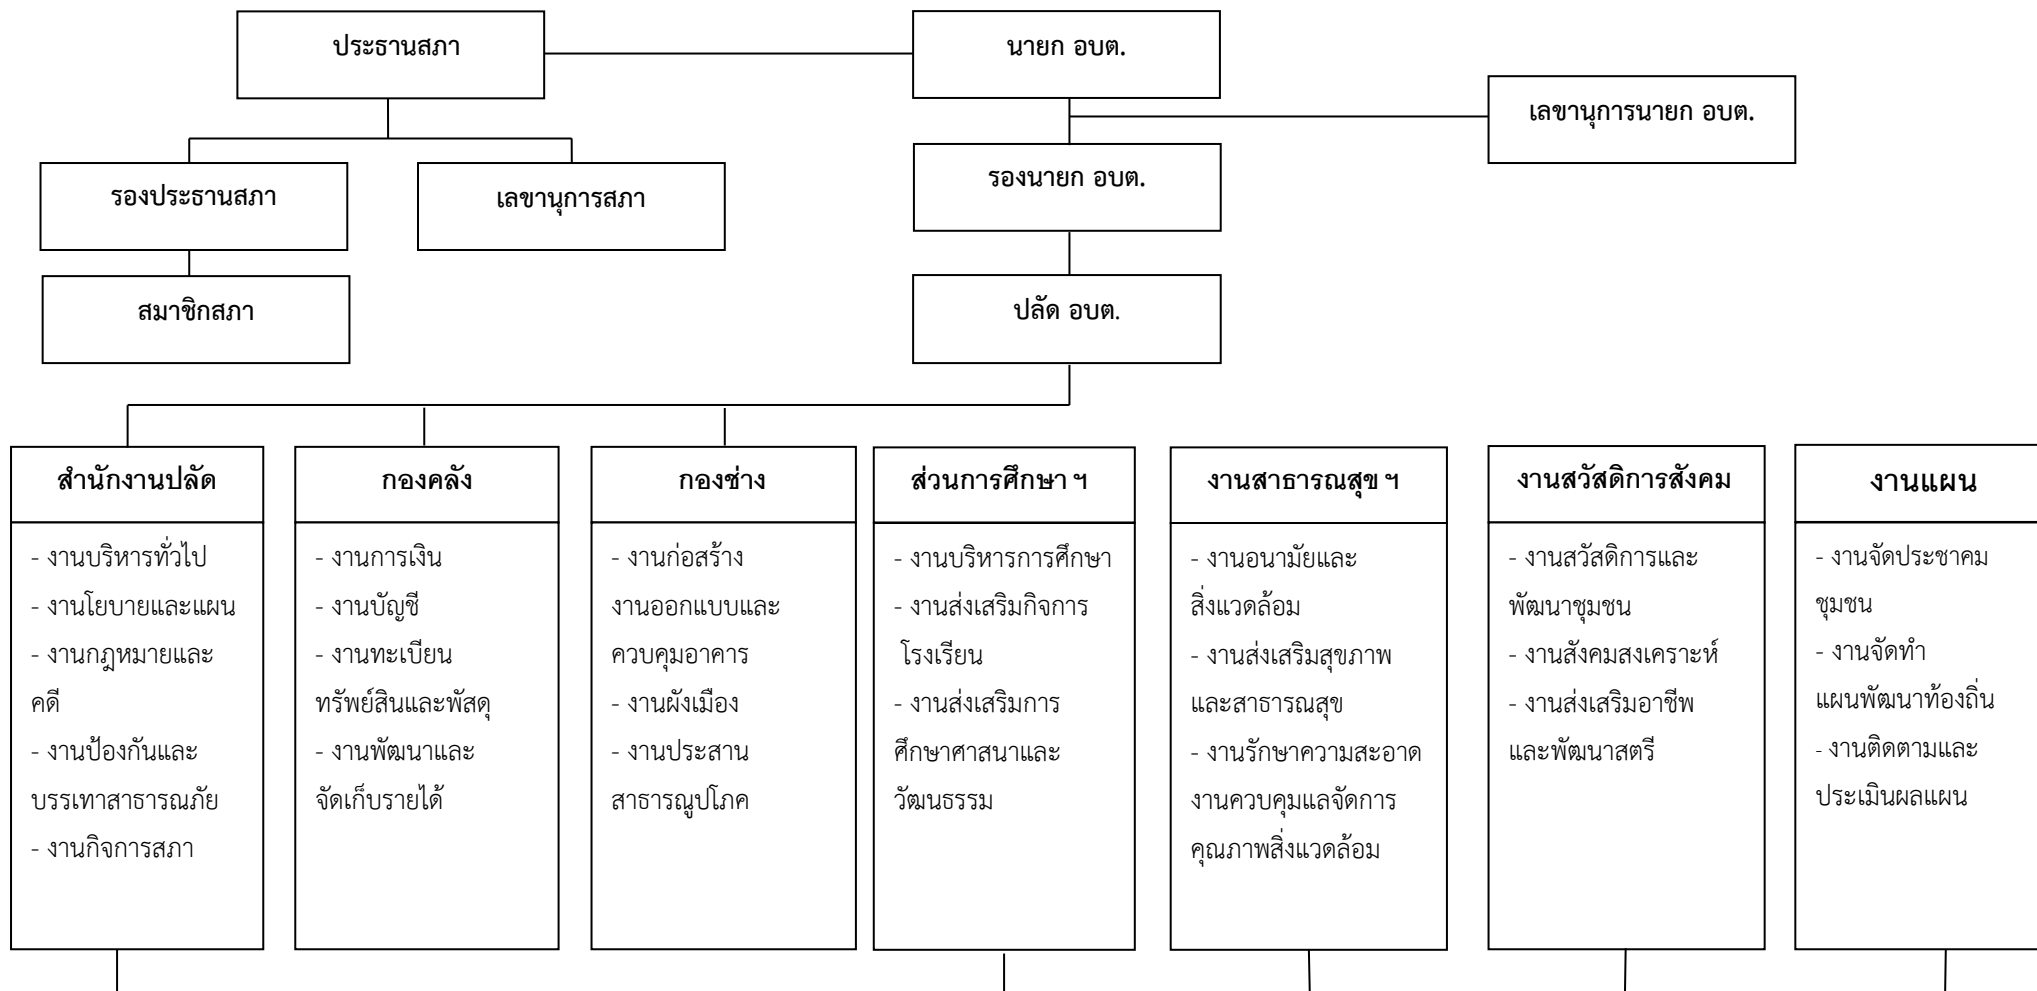 ประธานสภา
นายก อบต.
เลขานุการนายก อบต.
รองประธานสภา
เลขานุการสภา
รองนายก อบต.
สมาชิกสภา
ปลัด อบต.
สำนักงานปลัด
- งานบริหารทั่วไป
- งานโยบายและแผน
- งานกฎหมายและ
คดี
- งานป้องกันและ
บรรเทาสาธารณภัย
- งานกิจการสภา
กองคลัง
- งานการเงิน
- งานบัญชี
- งานทะเบียน
ทรัพย์สินและพัสดุ
- งานพัฒนาและ
จัดเก็บรายได้
กองช่าง
- งานก่อสร้าง
งานออกแบบและ
ควบคุมอาคาร
- งานผังเมือง
- งานประสาน
สาธารณูปโภค
ส่วนการศึกษา ฯ
- งานบริหารการศึกษา
- งานส่งเสริมกิจการ
โรงเรียน
- งานส่งเสริมการ
ศึกษาศาสนาและ
วัฒนธรรม
งานสาธารณสุข ฯ
- งานอนามัยและ
สิ่งแวดล้อม
- งานส่งเสริมสุขภาพ
และสาธารณสุข
- งานรักษาความสะอาด
งานควบคุมแลจัดการ
คุณภาพสิ่งแวดล้อม
งานสวัสดิการสังคม
- งานสวัสดิการและ
พัฒนาชุมชน
- งานสังคมสงเคราะห์
- งานส่งเสริมอาชีพ
และพัฒนาสตรี
งานแผน
- งานจัดประชาคม
ชุมชน
- งานจัดทำ
แผนพัฒนาท้องถิ่น
- งานติดตามและ
ประเมินผลแผน